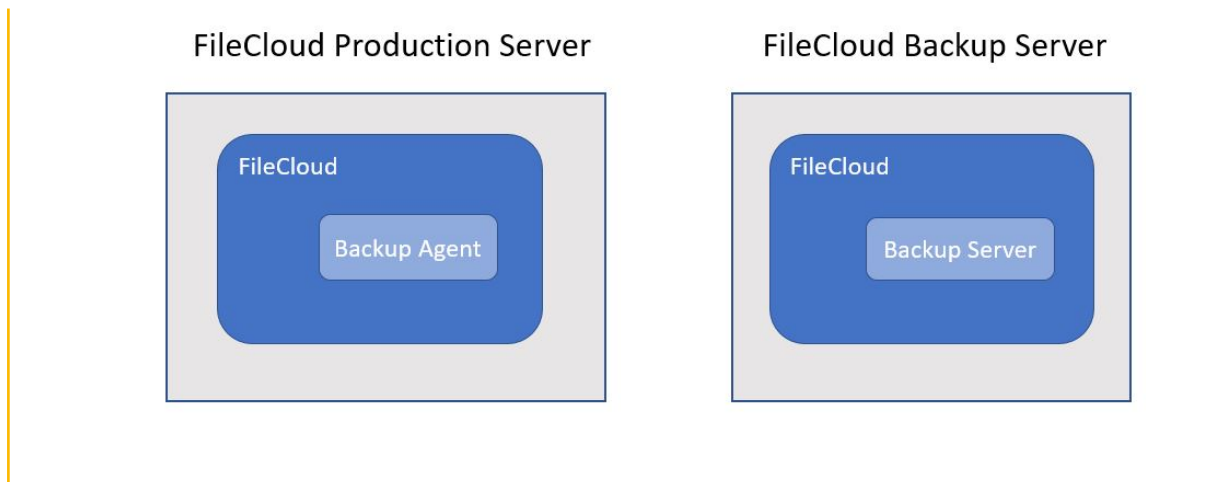 FileCloud Production Server
FileCloud Backup Server
FileCloud
Backup Agent
FileCloud
Backup Server